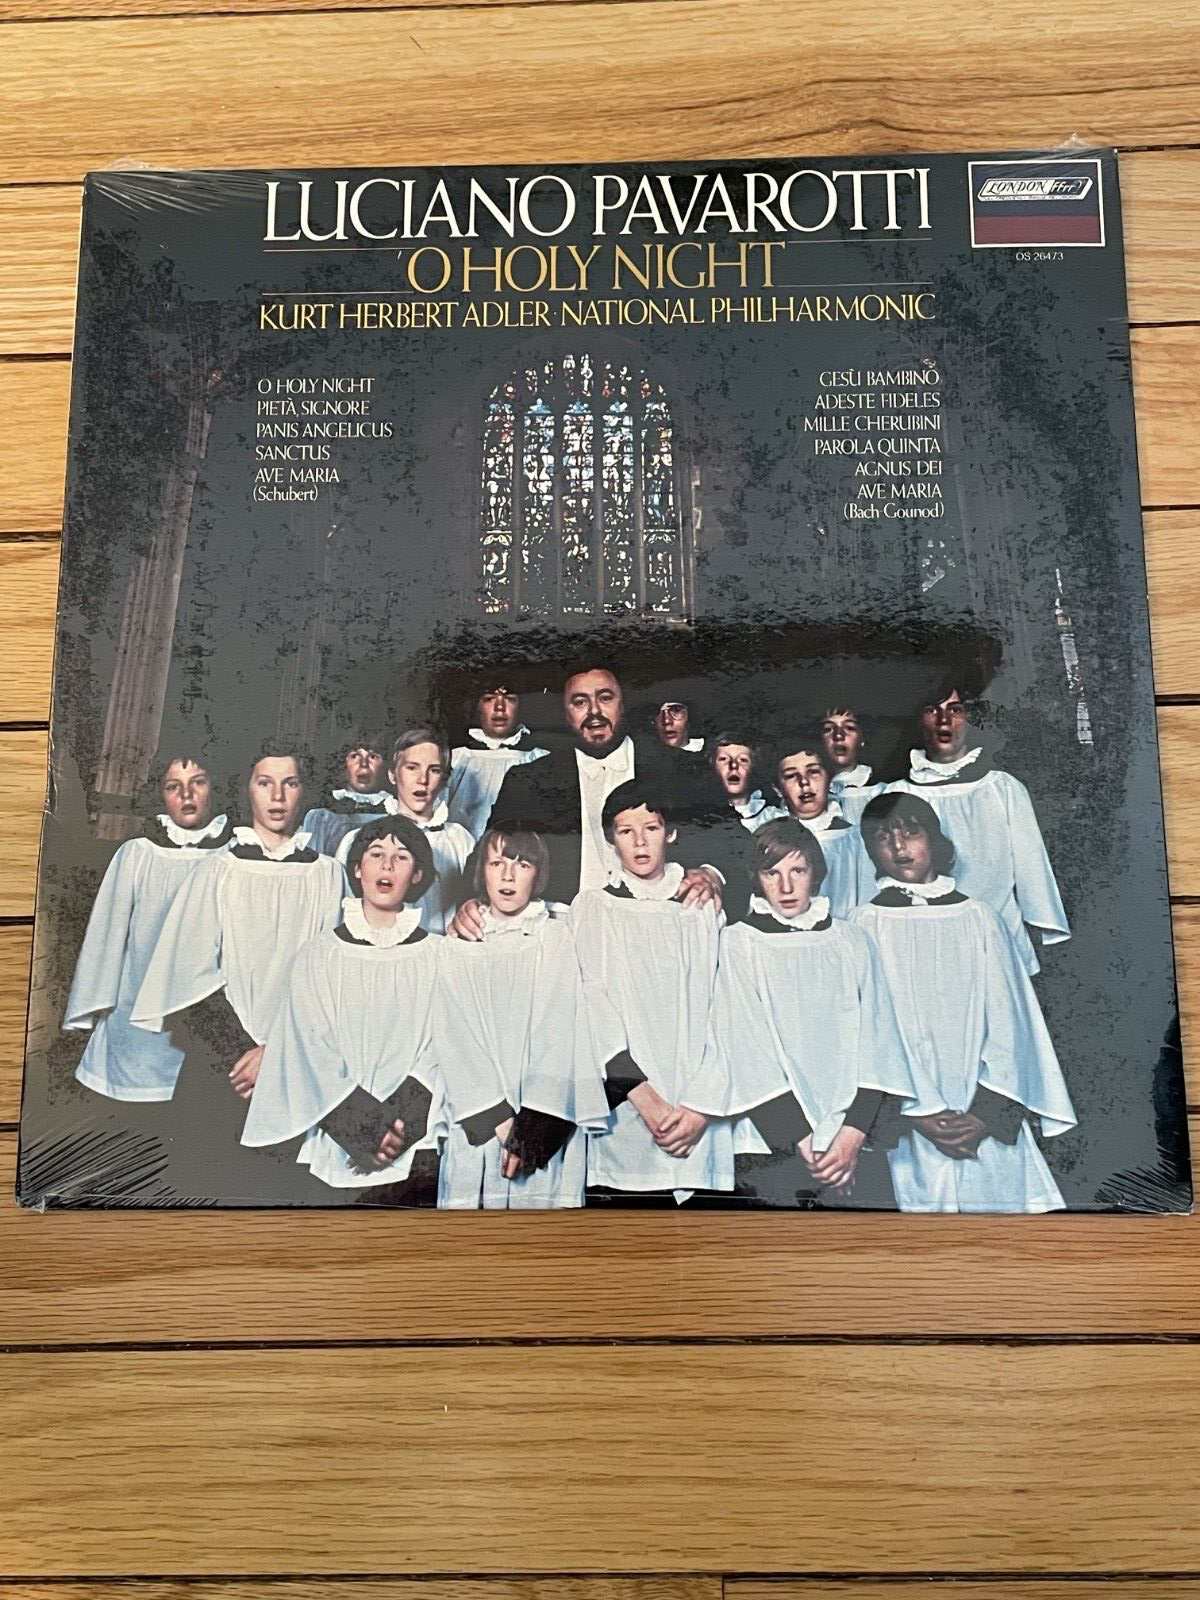 LUCIANO PAVAROTTI
'O HOLY NIGHT
KURT HERBERT ADLER · NATIONAL PHILHARMONIC
LONDON ffrr
OS 26473
O HOLY NIGHT
PIETÀ, SIGNORE
PANIS ANGELICUS
SANCTUS
AVE MARIA
(Schubert)
GESÙ BAMBINO
ADESTE FIDELES
MILLE CHERUBINI
PAROLA QUINTA
AGNUS DEI
AVE MARIA
(Bach-Gounod)